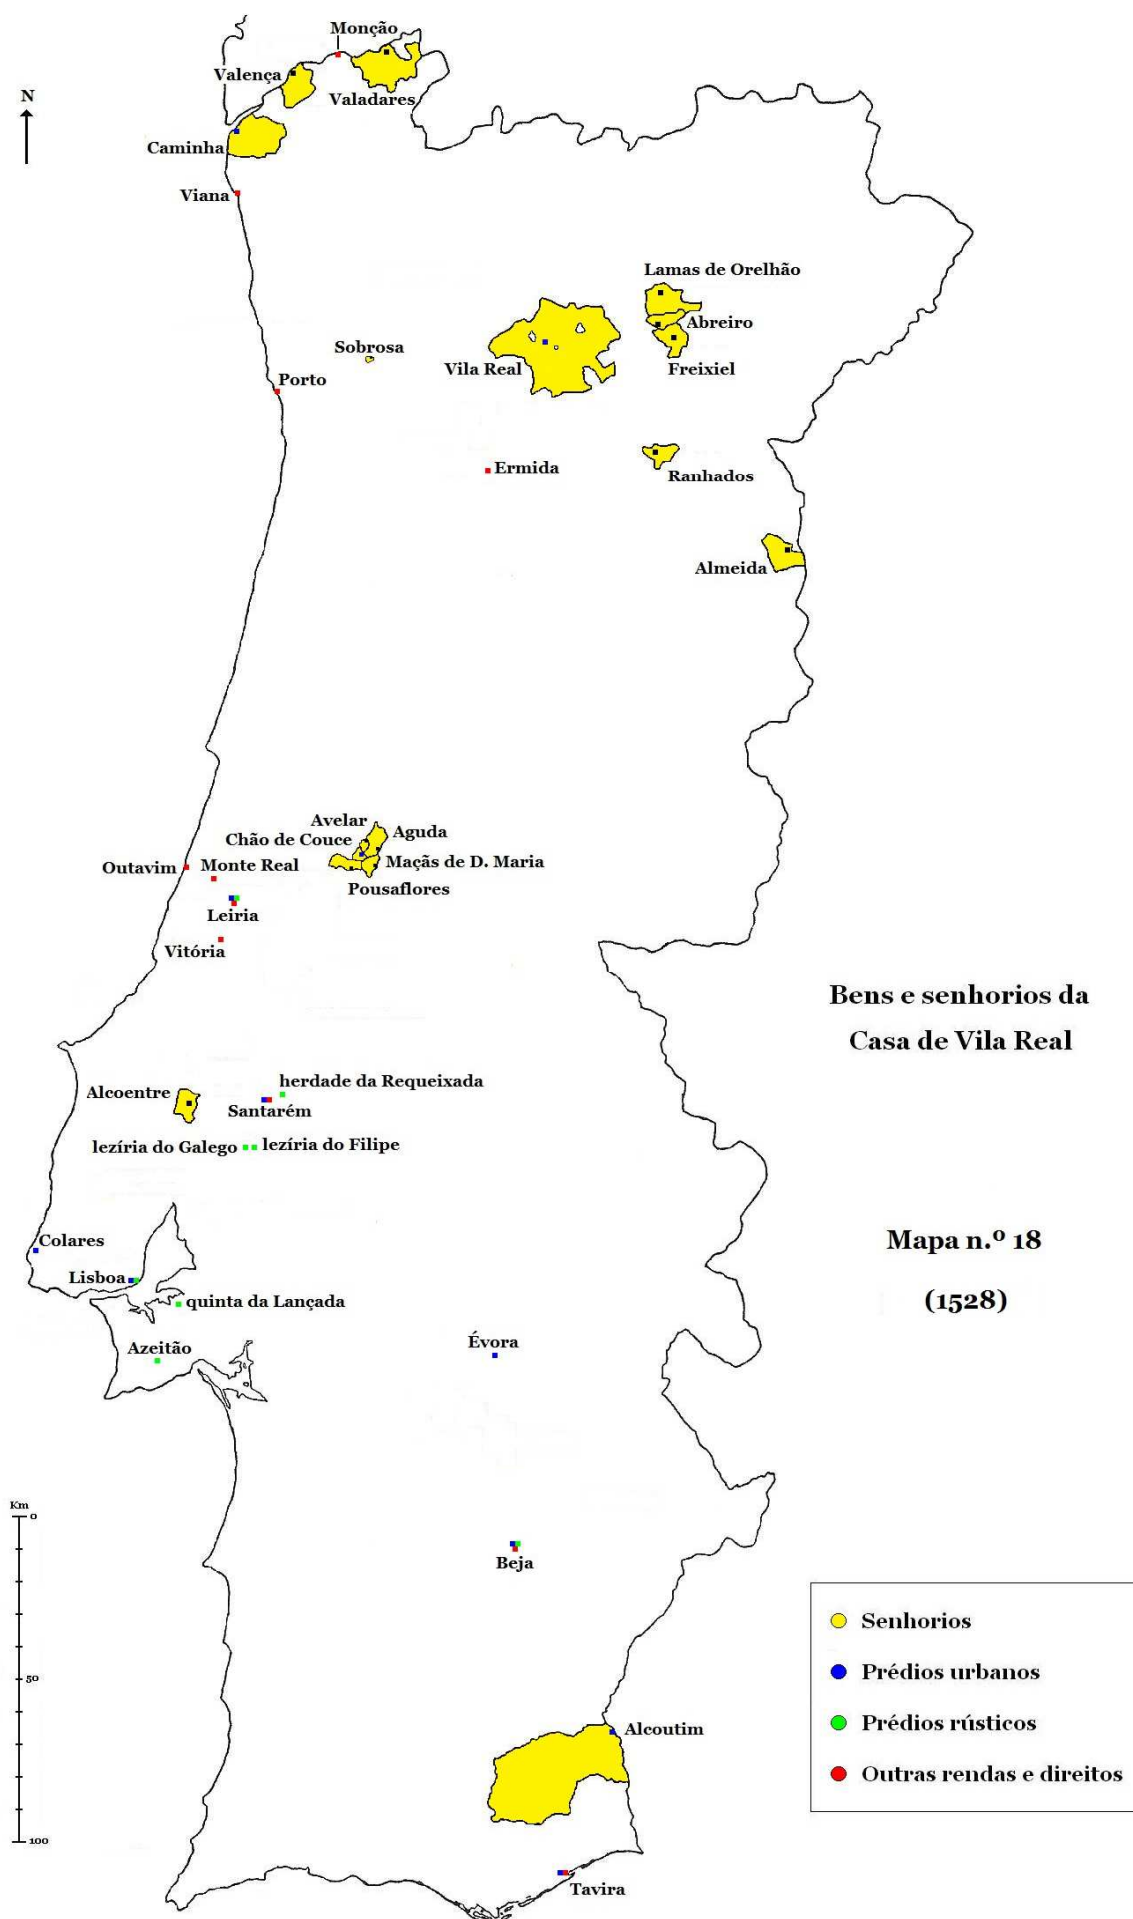 Monção
Valença
Valadares
N
Caminha
Viana
Lamas de Orelhão
Abreiro
Sobrosa
Vila Real
Freixiel
Porto
Ermida
Ranhados
Almeida
Avelar
Aguda
Chão de Couce
Outavim
Monte Real
Maçãs de D. Maria
Pousaflores
Leiria
Vitória
Bens e senhorios da
Casa de Vila Real
herdade da Requeixada
Alcoentre
Santarém
lezíria do Galego
lezíria do Filipe
Colares
Mapa n.º 18
Lisboa
quinta da Lançada
(1528)
Azeitão
Évora
Km
0
Beja
50
100
Senhorios
Prédios urbanos
Prédios rústicos
Outras rendas e direitos
Alcoutim
Tavira